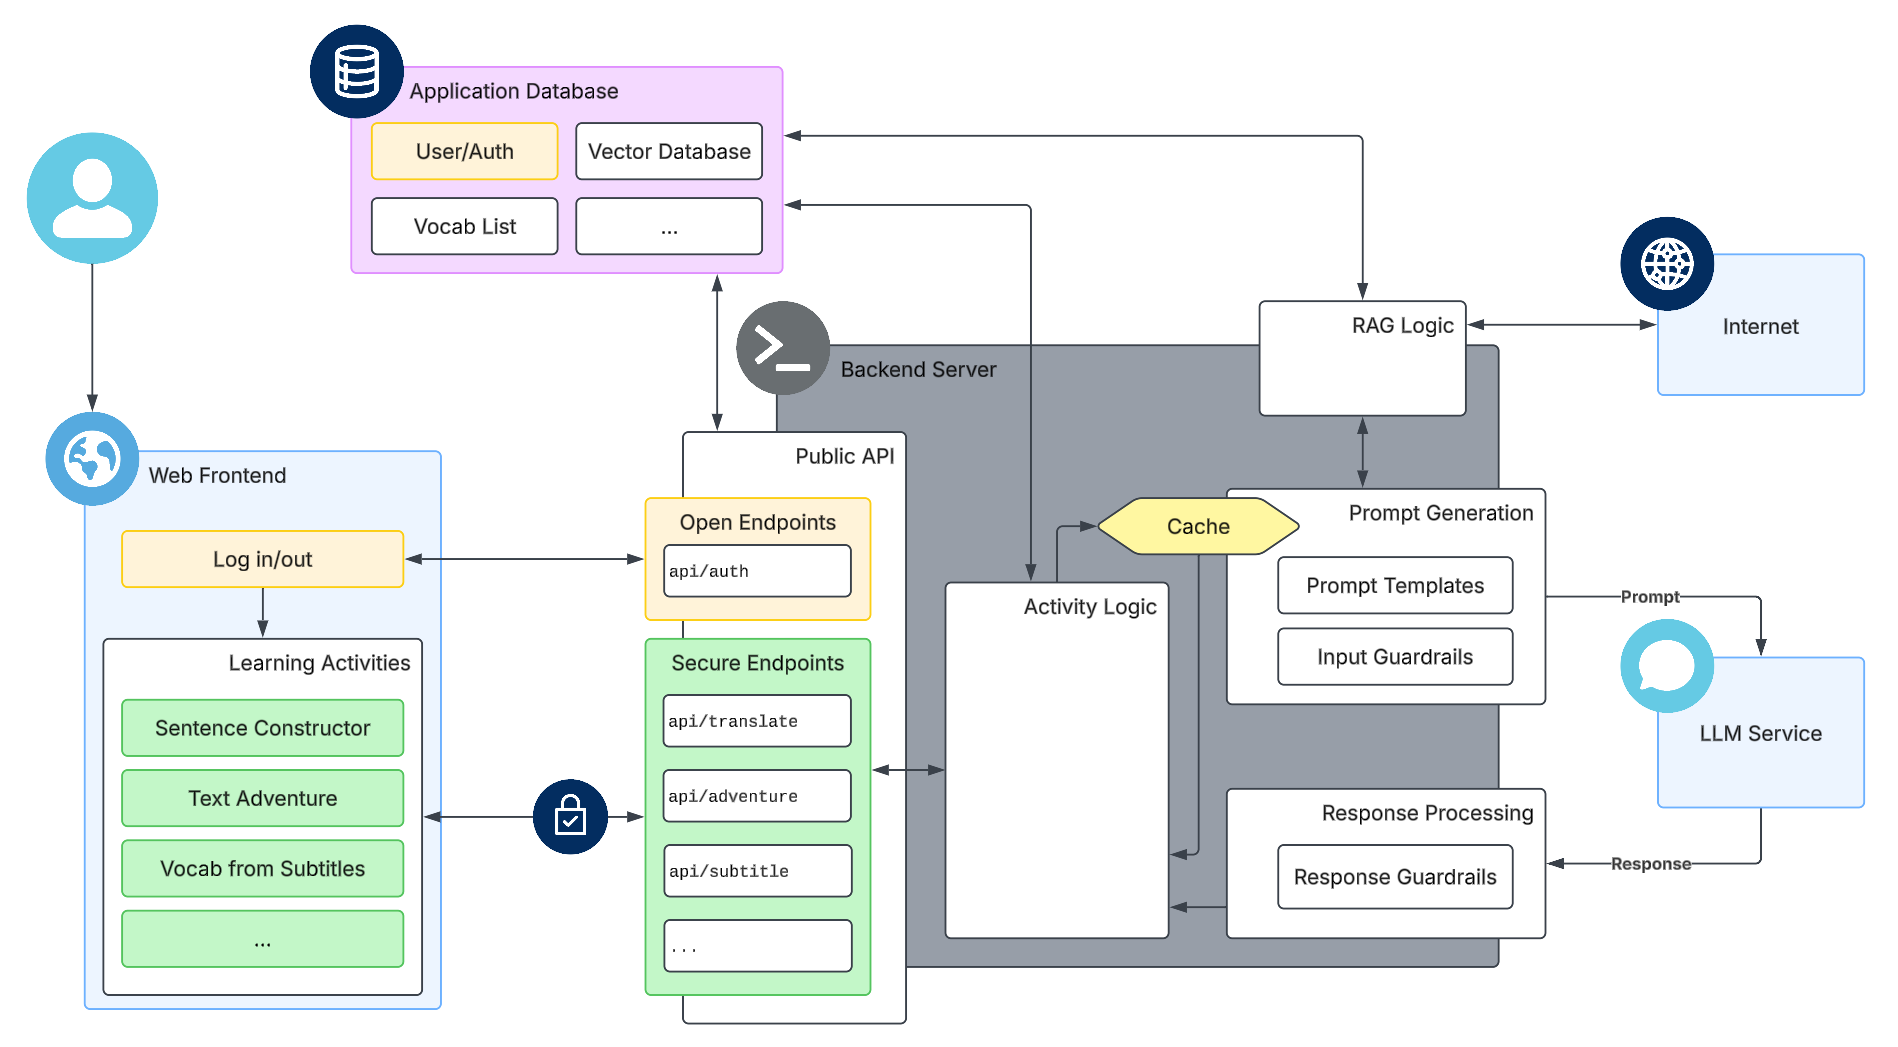 Application Database
User/Auth
Vector Database
Vocab List
...
Backend Server
RAG Logic
Internet
Web Frontend
Log in/out
Learning Activities
Sentence Constructor
Text Adventure
Vocab from Subtitles
...
Public API
Open Endpoints
api/auth
Secure Endpoints
api/translate
api/adventure
api/subtitle
...
Activity Logic
Cache
Prompt Generation
Prompt Templates
Input Guardrails
Prompt
LLM Service
Response Processing
Response Guardrails
Response